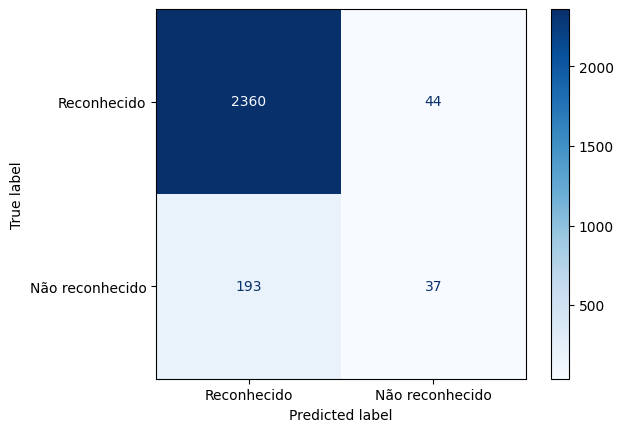 True label
Reconhecido
2360
44
Não reconhecido
193
37
Reconhecido
Não reconhecido
Predicted label
2000
1500
1000
500